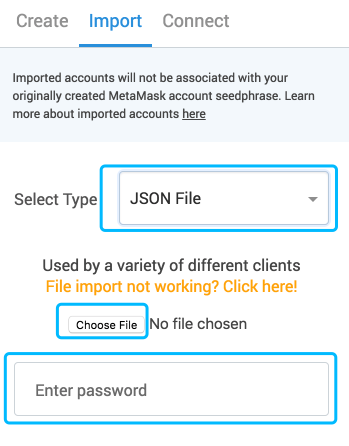 Create Import Connect
Imported accounts will not be associated with your
originally created MetaMask account seedphrase. Learn
more about imported accounts here
Select Type JSON File
Used by a variety of different clients
File import not working? Click here!
Choose File No file chosen
Enter password